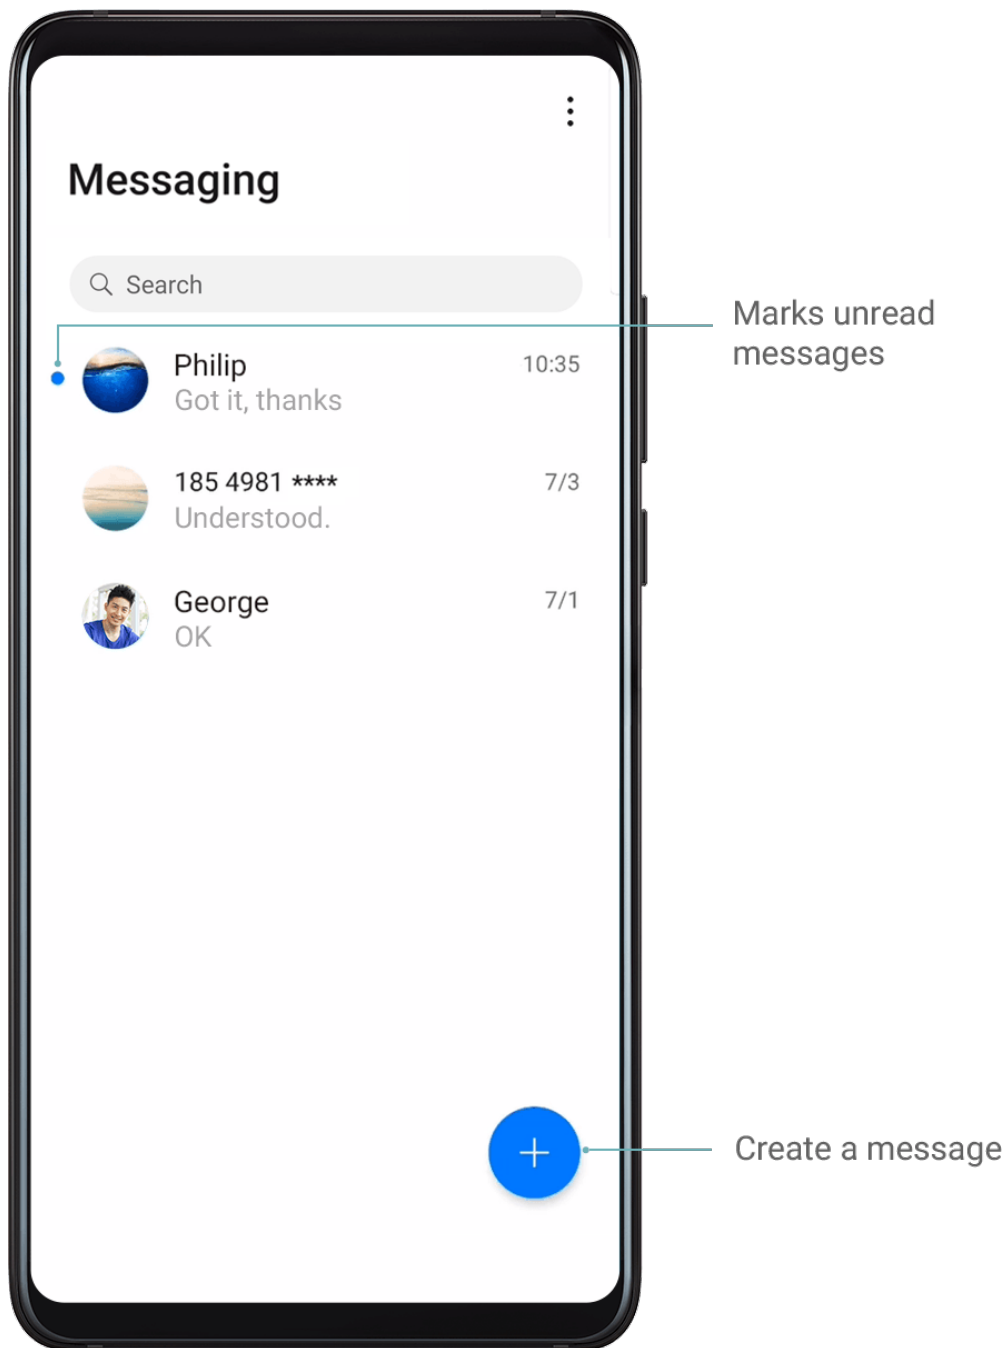 Messaging
Search
Marks unread
messages
Philip
10:35
Got it, thanks
185 4981 ****
7/3
Understood.
George
7/1
OK
Create a message